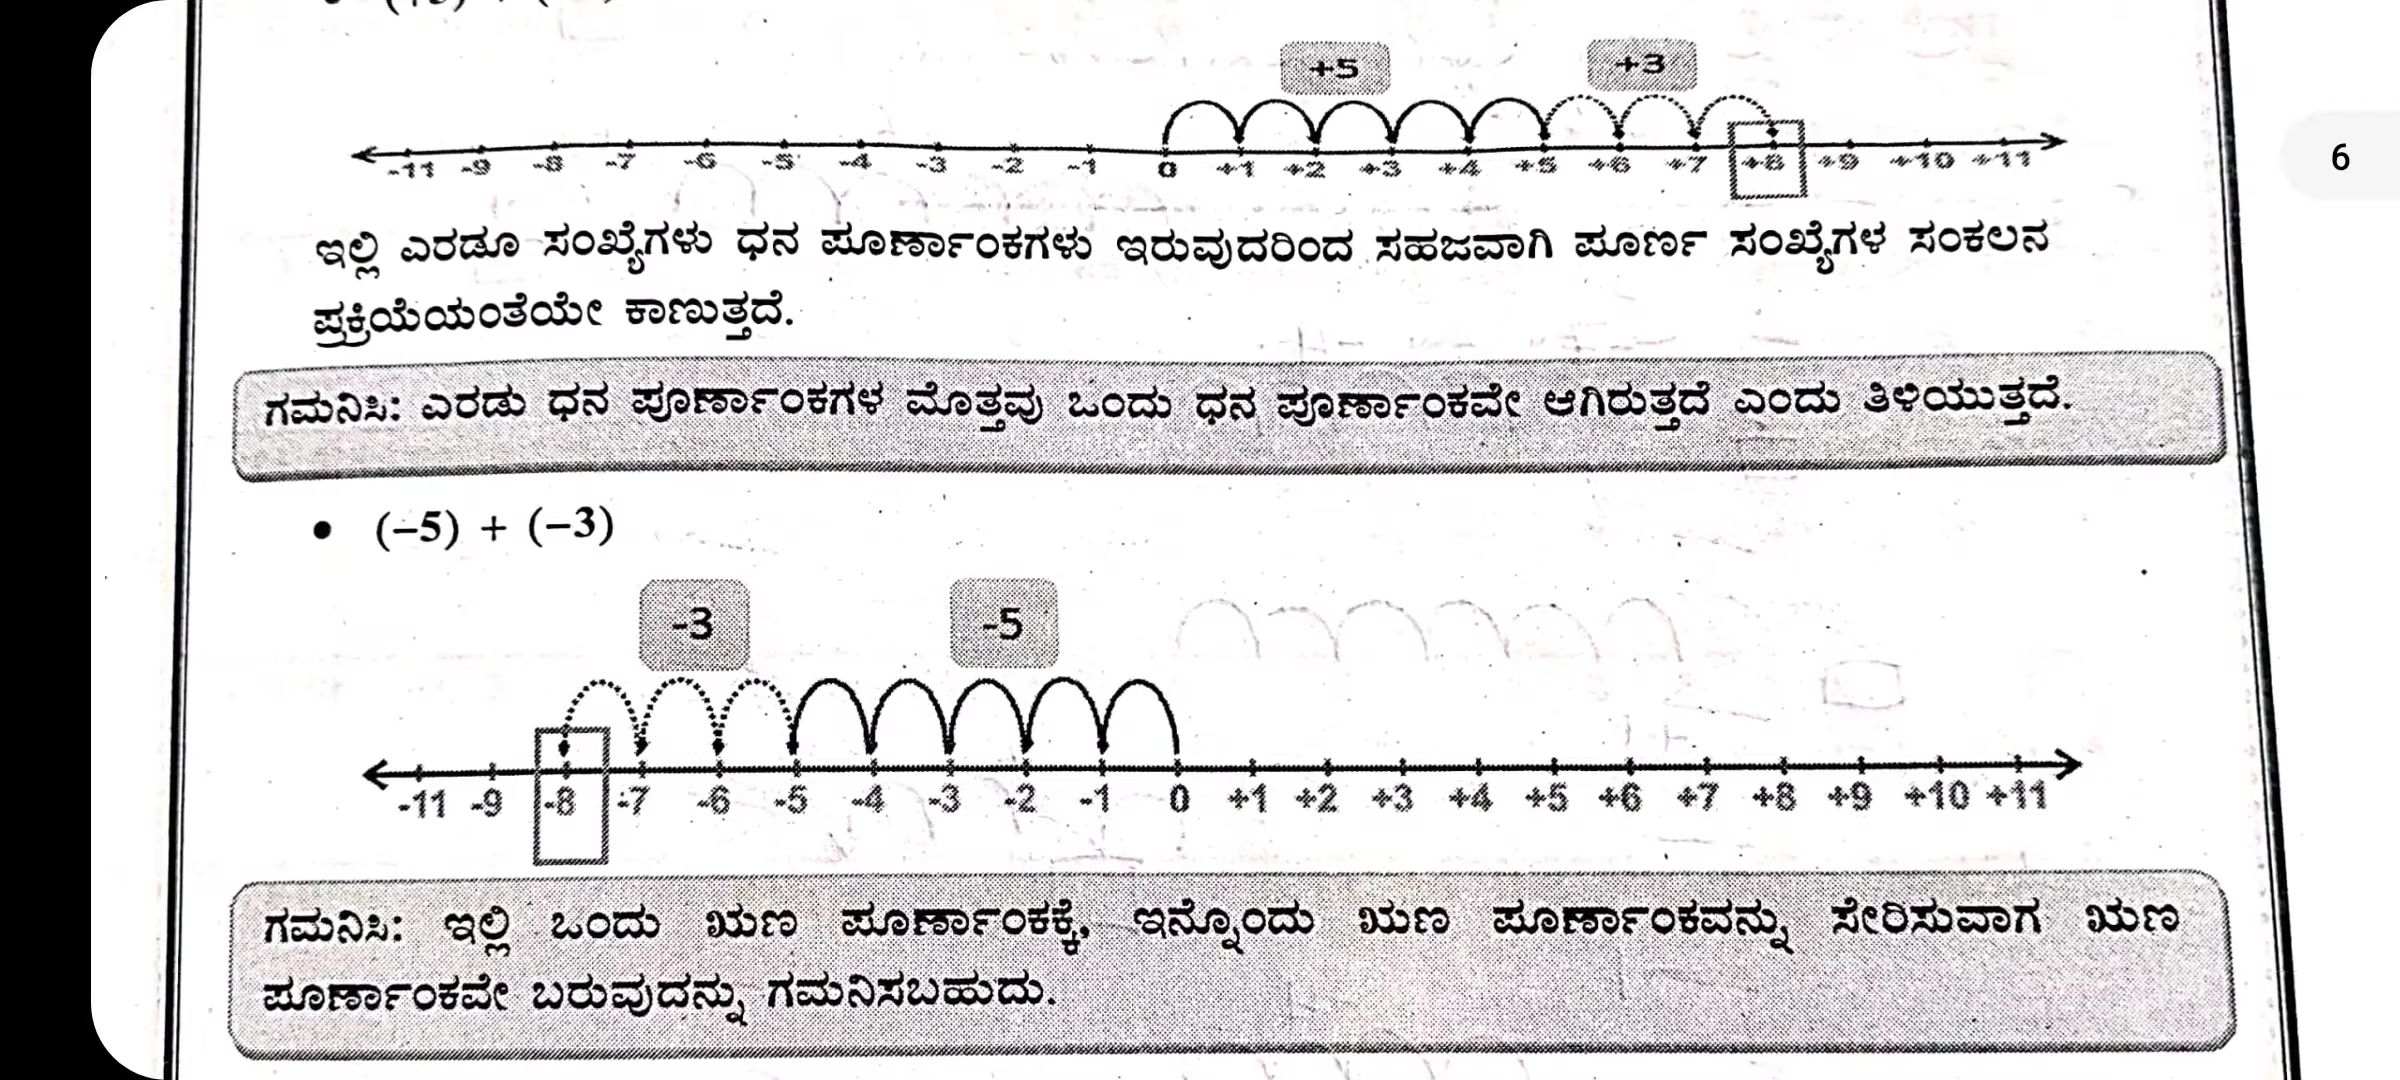 +5 +3
-11 -9 -8 -7 -6 -5 -4 -3 -2 -1 0 +1 +2 +3 +4 +5 +6 +7 +8 +9 +10 +11
6
ಇಲ್ಲಿ ಎರಡೂ ಸಂಖ್ಯೆಗಳು ಧನ ಪೂರ್ಣಾಂಕಗಳು ಇರುವುದರಿಂದ ಸಹಜವಾಗಿ ಪೂರ್ಣ ಸಂಖ್ಯೆಗಳ ಸಂಕಲನ
ಪ್ರಕ್ರಿಯೆಯಂತೆಯೇ ಕಾಣುತ್ತದೆ.
ಗಮನಿಸಿ: ಎರಡು ಧನ ಪೂರ್ಣಾಂಕಗಳ ಮೊತ್ತವು ಒಂದು ಧನ ಪೂರ್ಣಾಂಕವೇ ಆಗಿರುತ್ತದೆ ಎಂದು ತಿಳಿಯುತ್ತದೆ.
• (–5) + (–3)
-3 -5
-11 -9 -8 -7 -6 -5 -4 -3 -2 -1 0 +1 +2 +3 +4 +5 +6 +7 +8 +9 +10 +11
ಗಮನಿಸಿ: ಇಲ್ಲಿ ಒಂದು ಋಣ ಪೂರ್ಣಾಂಕಕ್ಕೆ, ಇನ್ನೊಂದು ಋಣ ಪೂರ್ಣಾಂಕವನ್ನು ಸೇರಿಸುವಾಗ ಋಣ
ಪೂರ್ಣಾಂಕವೇ ಬರುವುದನ್ನು ಗಮನಿಸಬಹುದು.